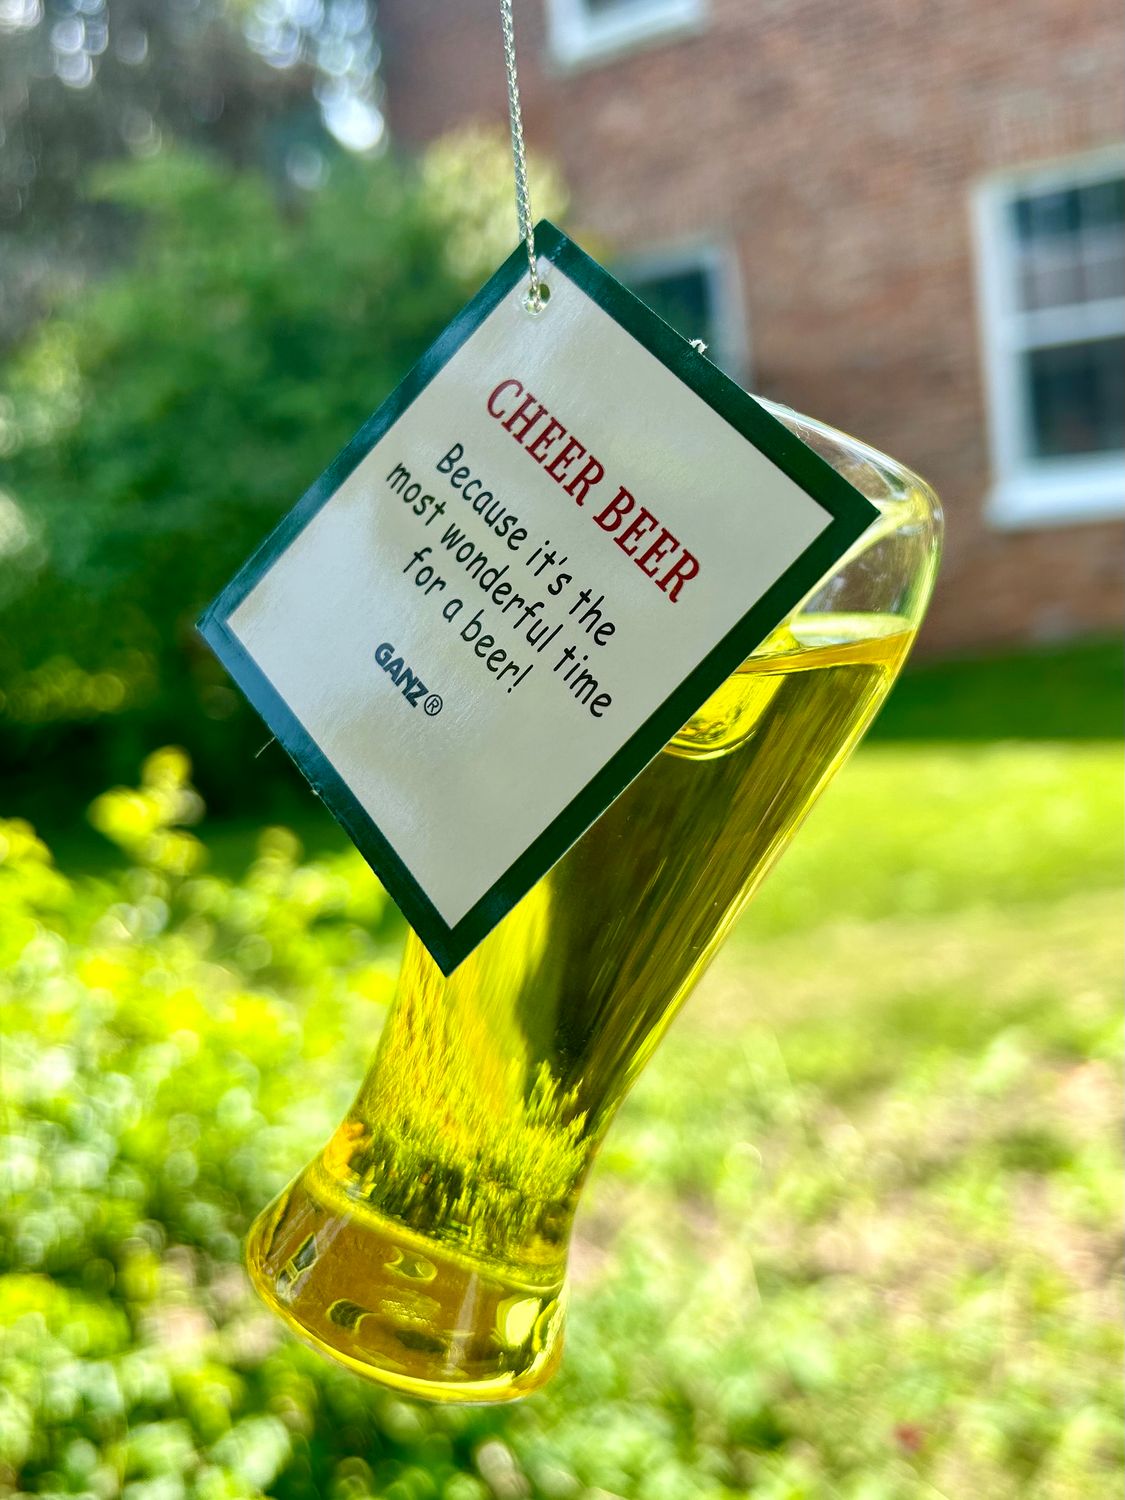 CHEER BEER
Because it's the
most wonderful time
for a beer!
GANZ®